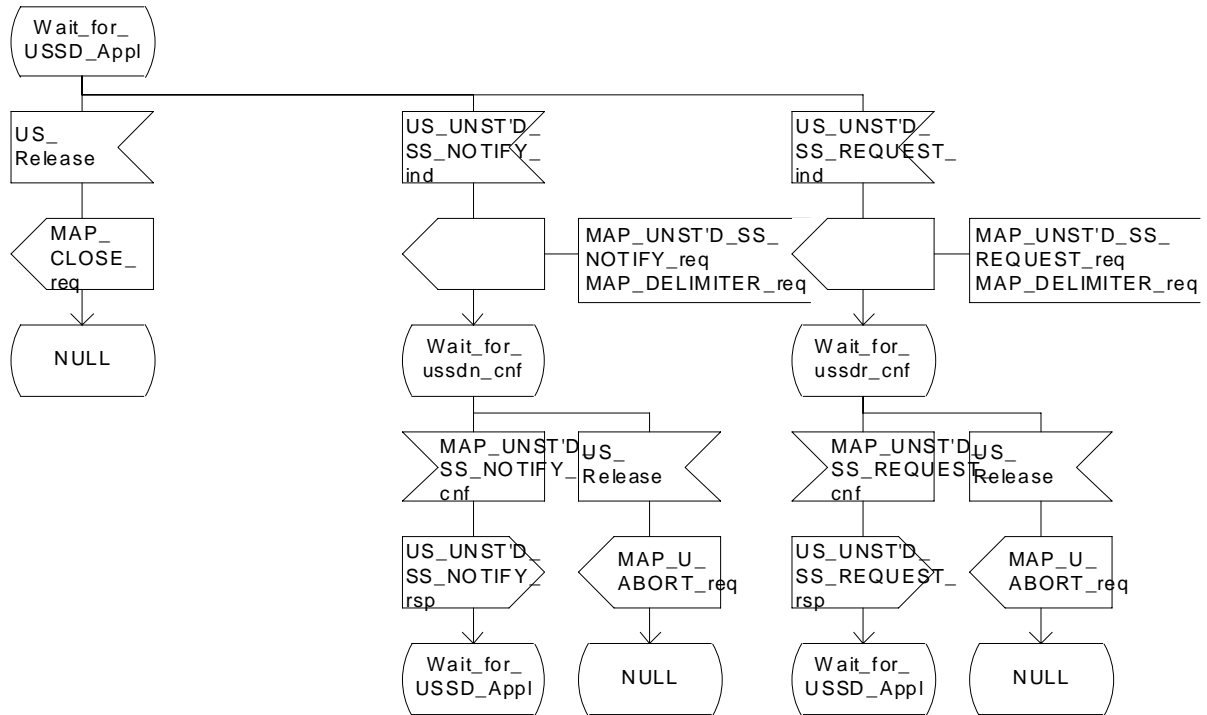 Wait_for_
USSD_Appl
US_
Release
US_UNST'D_
SS_NOTIFY_
ind
US_UNST'D_
SS_REQUEST_
ind
MAP_
CLOSE_
req
MAP_UNST'D_SS_
NOTIFY_req
MAP_DELIMITER_req
MAP_UNST'D_SS_
REQUEST_req
MAP_DELIMITER_req
NULL
Wait_for_
ussdn_cnf
Wait_for_
ussdr_cnf
MAP_UNST'D_
SS_NOTIFY_
cnf
US_
Release
MAP_UNST'D_
SS_REQUEST_
cnf
US_
Release
US_UNST'D_
SS_NOTIFY_
rsp
MAP_U_
ABORT_req
US_UNST'D_
SS_REQUEST_
rsp
MAP_U_
ABORT_req
Wait_for_
USSD_Appl
NULL
Wait_for_
USSD_Appl
NULL